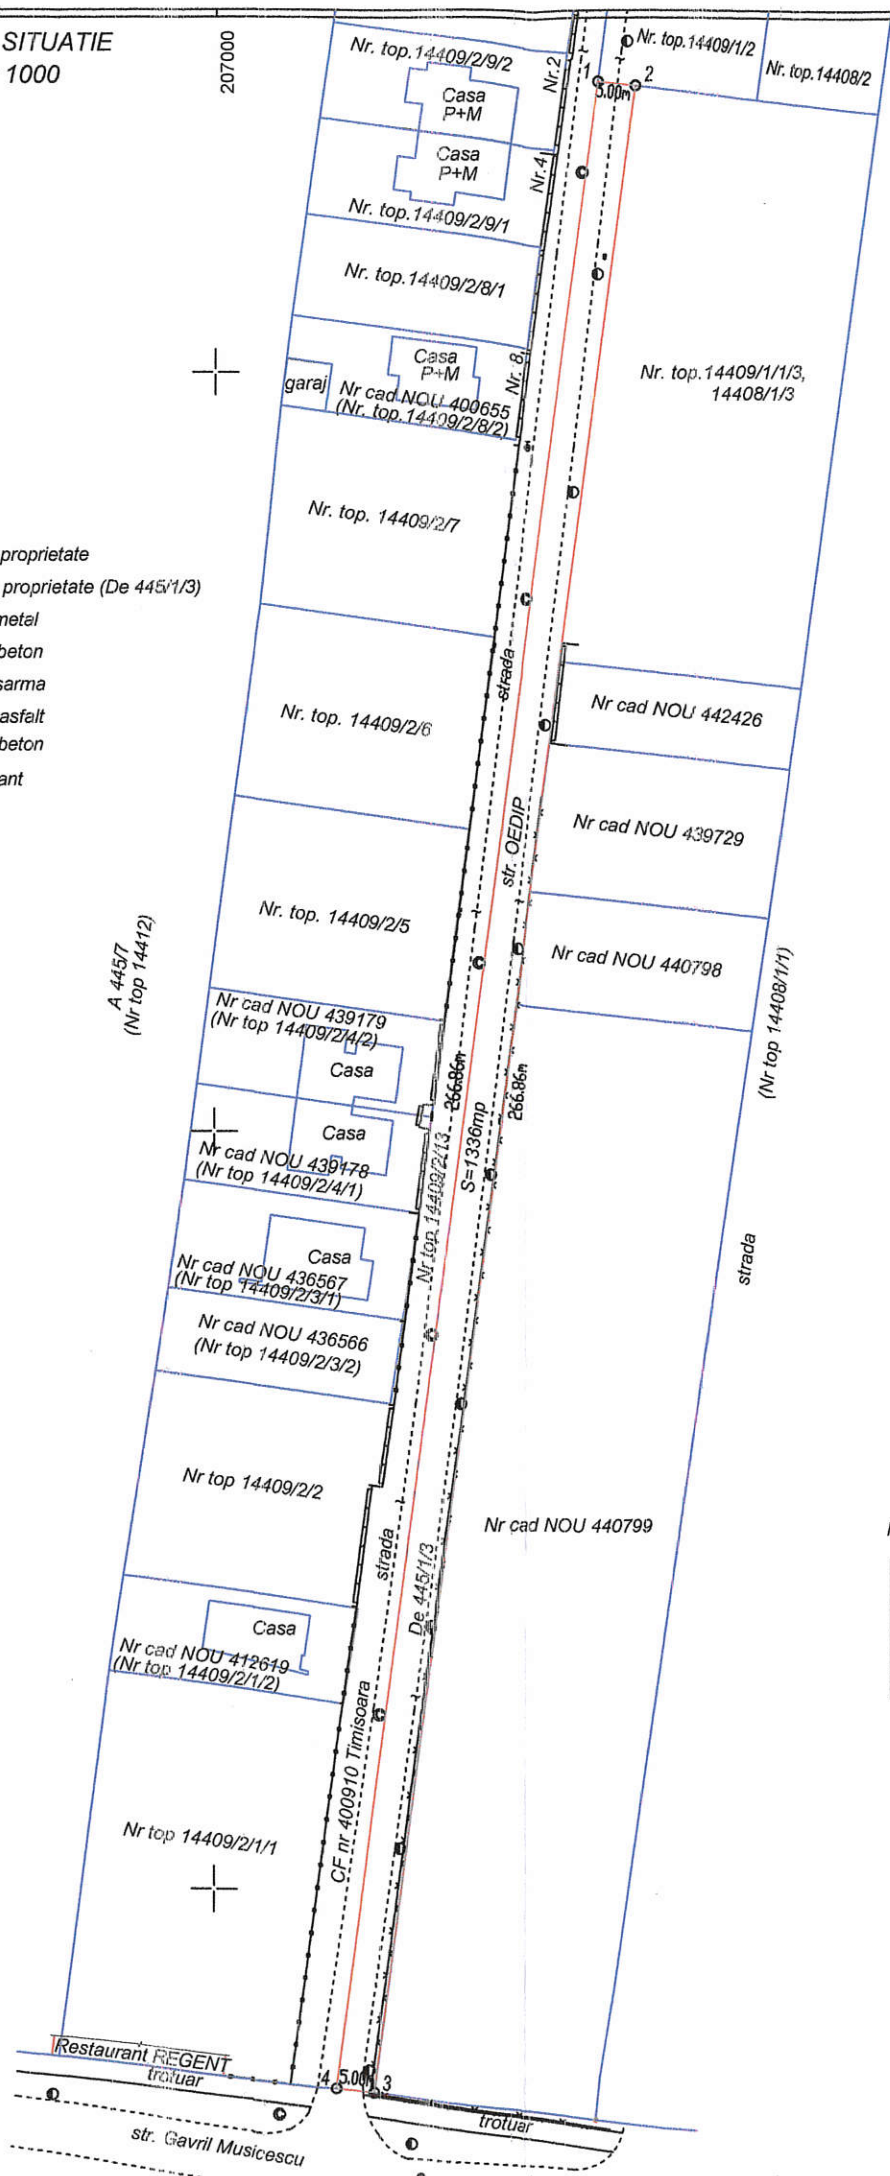 SITUATIE
1000
207000
Nr. top.14409/2/9/2
Nr.2
Nr. top.14409/1/2
Nr. top.14408/2
1
2
5.00m
Casa
P+M
Casa
P+M
Nr.4
Nr. top.14409/2/9/1
Nr. top.14409/2/8/1
Casa
P+M
Nr. 8
garaj
Nr cad NOU 400655
(Nr. top.14409/2/8/2)
Nr. top.14409/1/1/3,
14408/1/3
Nr. top. 14409/2/7
proprietate
proprietate (De 445/1/3)
metal
beton
sarma
asfalt
beton
ant
strada
Nr. top. 14409/2/6
Nr cad NOU 442426
str. OEDIP
Nr cad NOU 439729
Nr. top. 14409/2/5
Nr cad NOU 440798
A 445/7
(Nr top 14412)
(Nr top 14408/1/1)
Nr cad NOU 439179
(Nr top 14409/2/4/2)
Casa
266.86m
266.86m
S=1336mp
Casa
Nr cad NOU 439178
(Nr top 14409/2/4/1)
Nr top 14409/2/13
Casa
Nr cad NOU 436567
(Nr top 14409/2/3/1)
strada
Nr cad NOU 436566
(Nr top 14409/2/3/2)
Nr top 14409/2/2
Nr cad NOU 440799
strada
De 445/1/3
Casa
Nr cad NOU 412619
(Nr top 14409/2/1/2)
CF nr 400910 Timisoara
Nr top 14409/2/1/1
Restaurant REGENT
trotuar
4
5.00m
3
trotuar
str. Gavril Musicescu